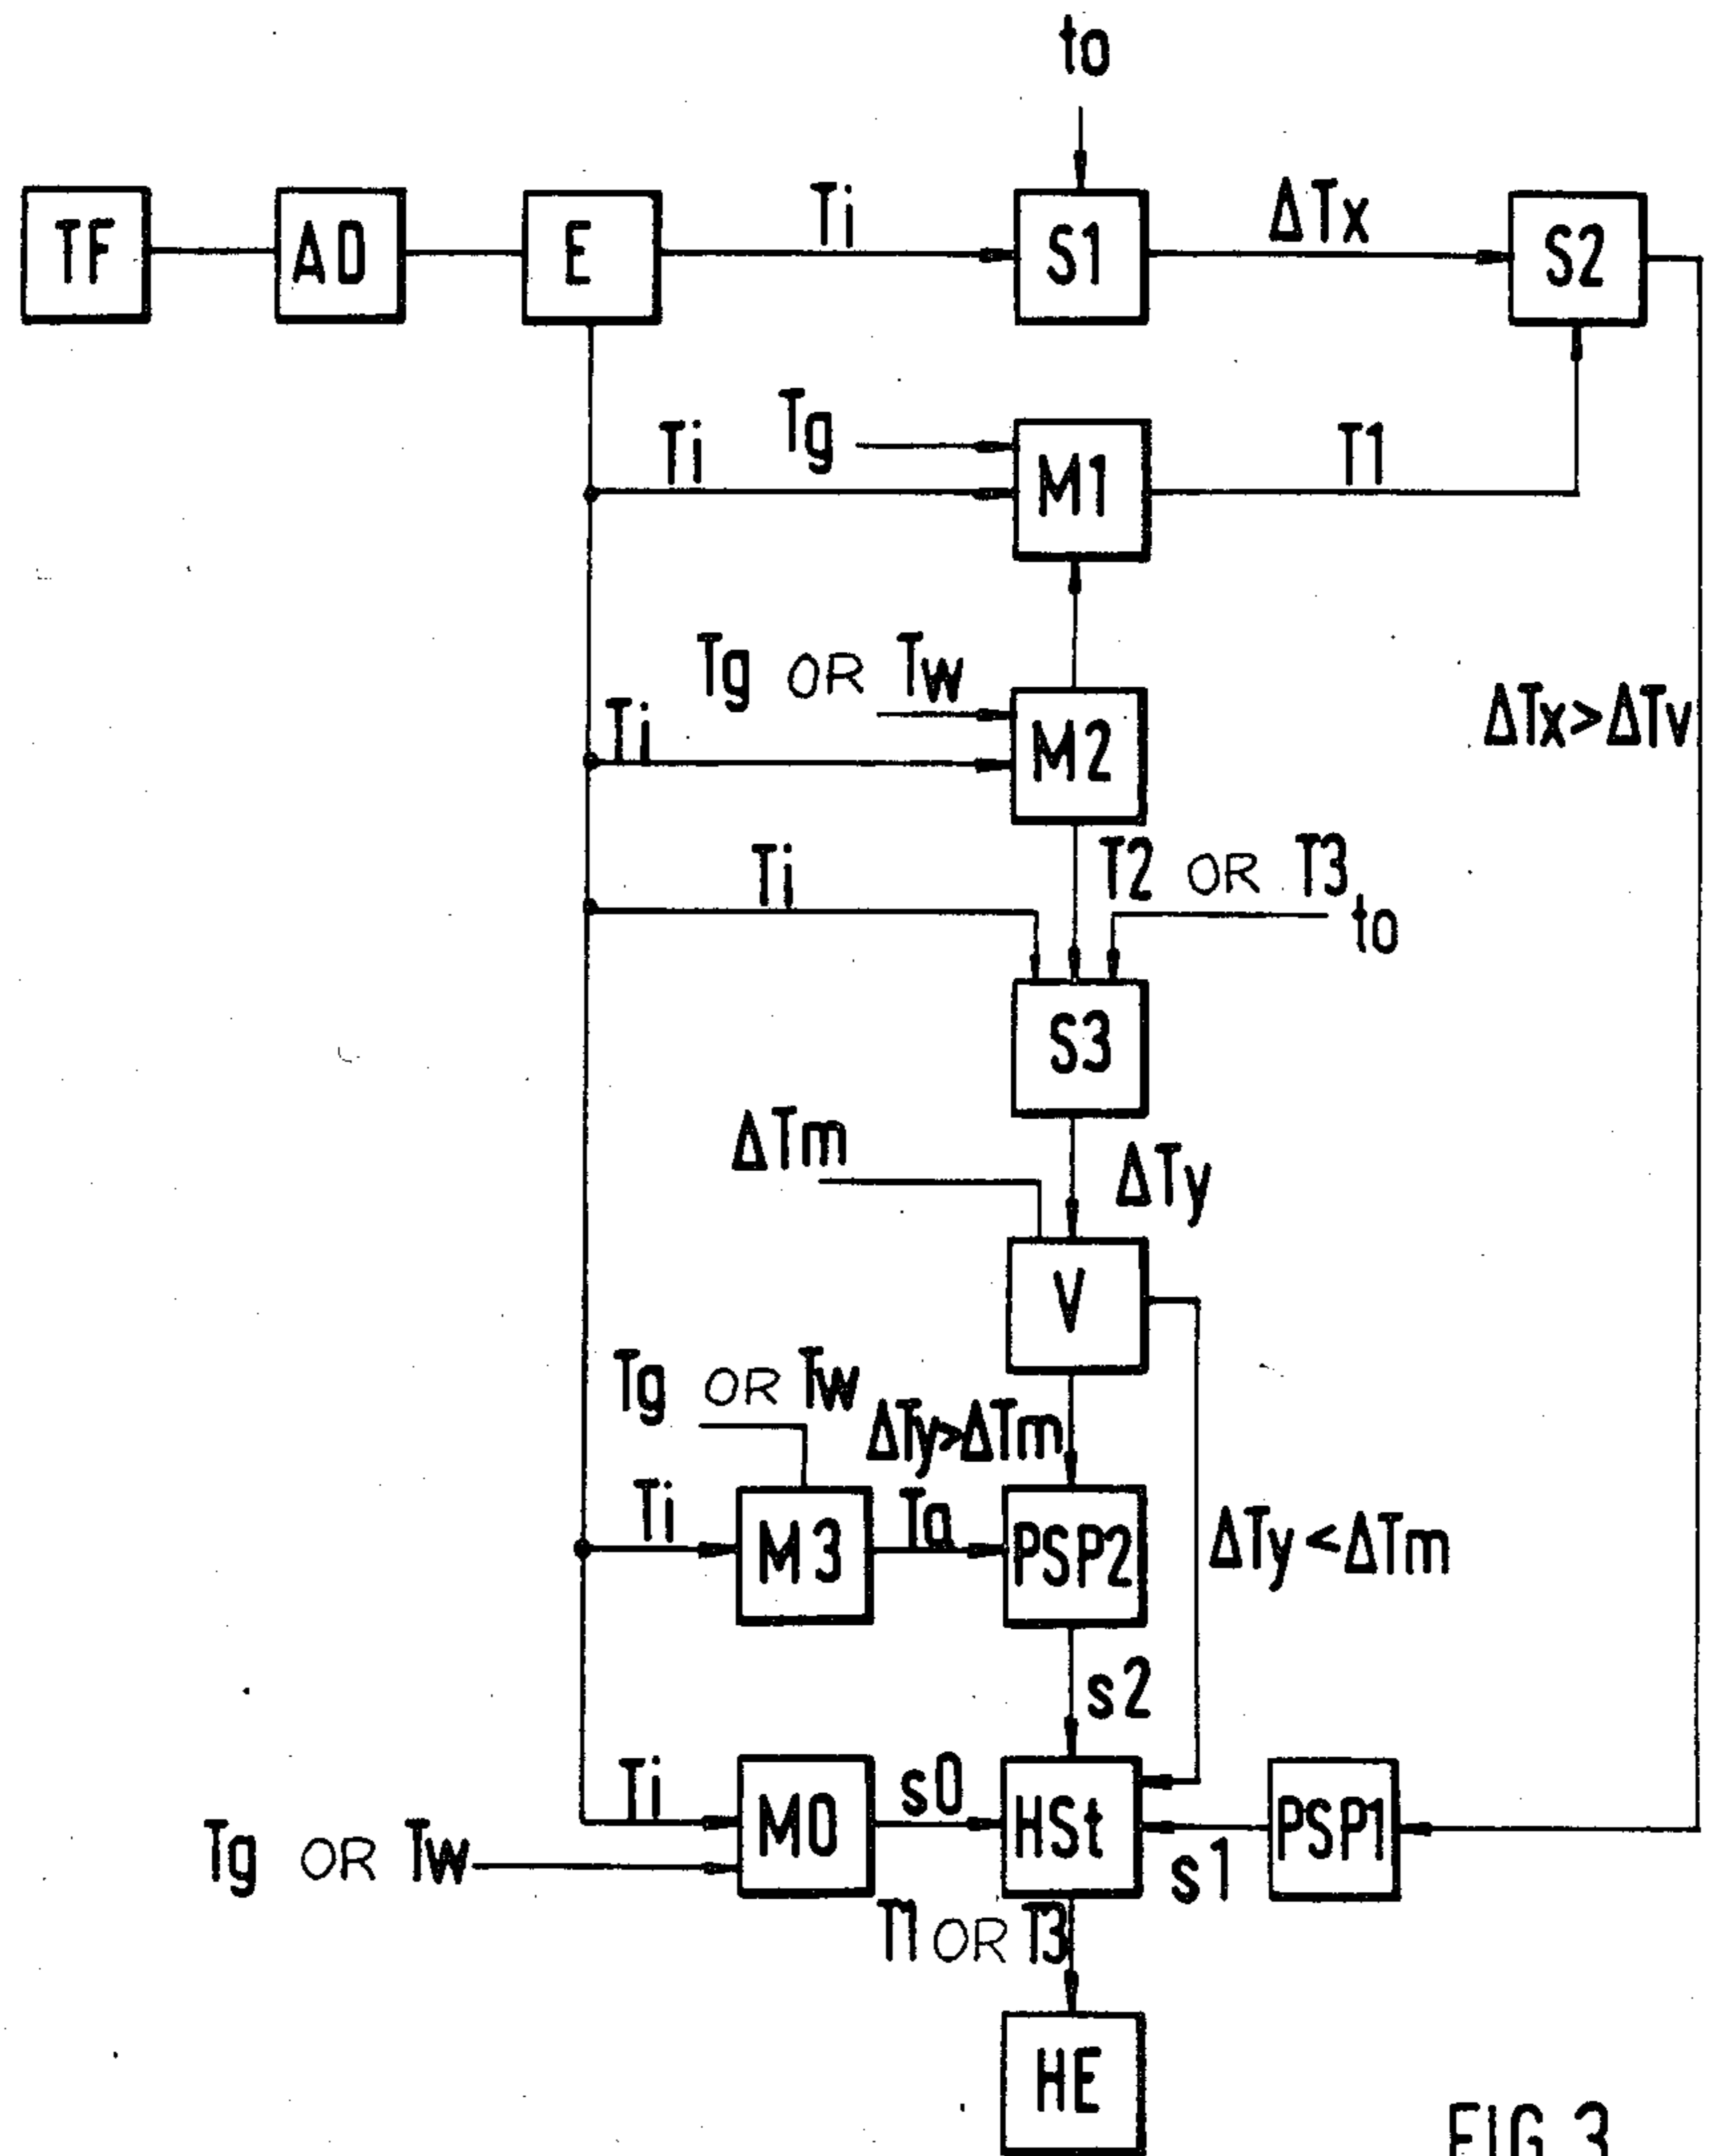 to
TF
AD
E
Ti
S1
ΔTx
S2
Tg
Ti
M1
T1
Tg OR Tw
Ti
M2
ΔTx>ΔTv
Ti
T2 OR T3
to
S3
ΔTm
ΔTy
V
Tg OR Tw
ΔTy>ΔTm
Ti
M3
Ta
PSP2
ΔTy<ΔTm
s2
Ti
M0
s0
HSt
s1
PSP1
Tg OR Tw
T1 OR T3
HE
FIG.3